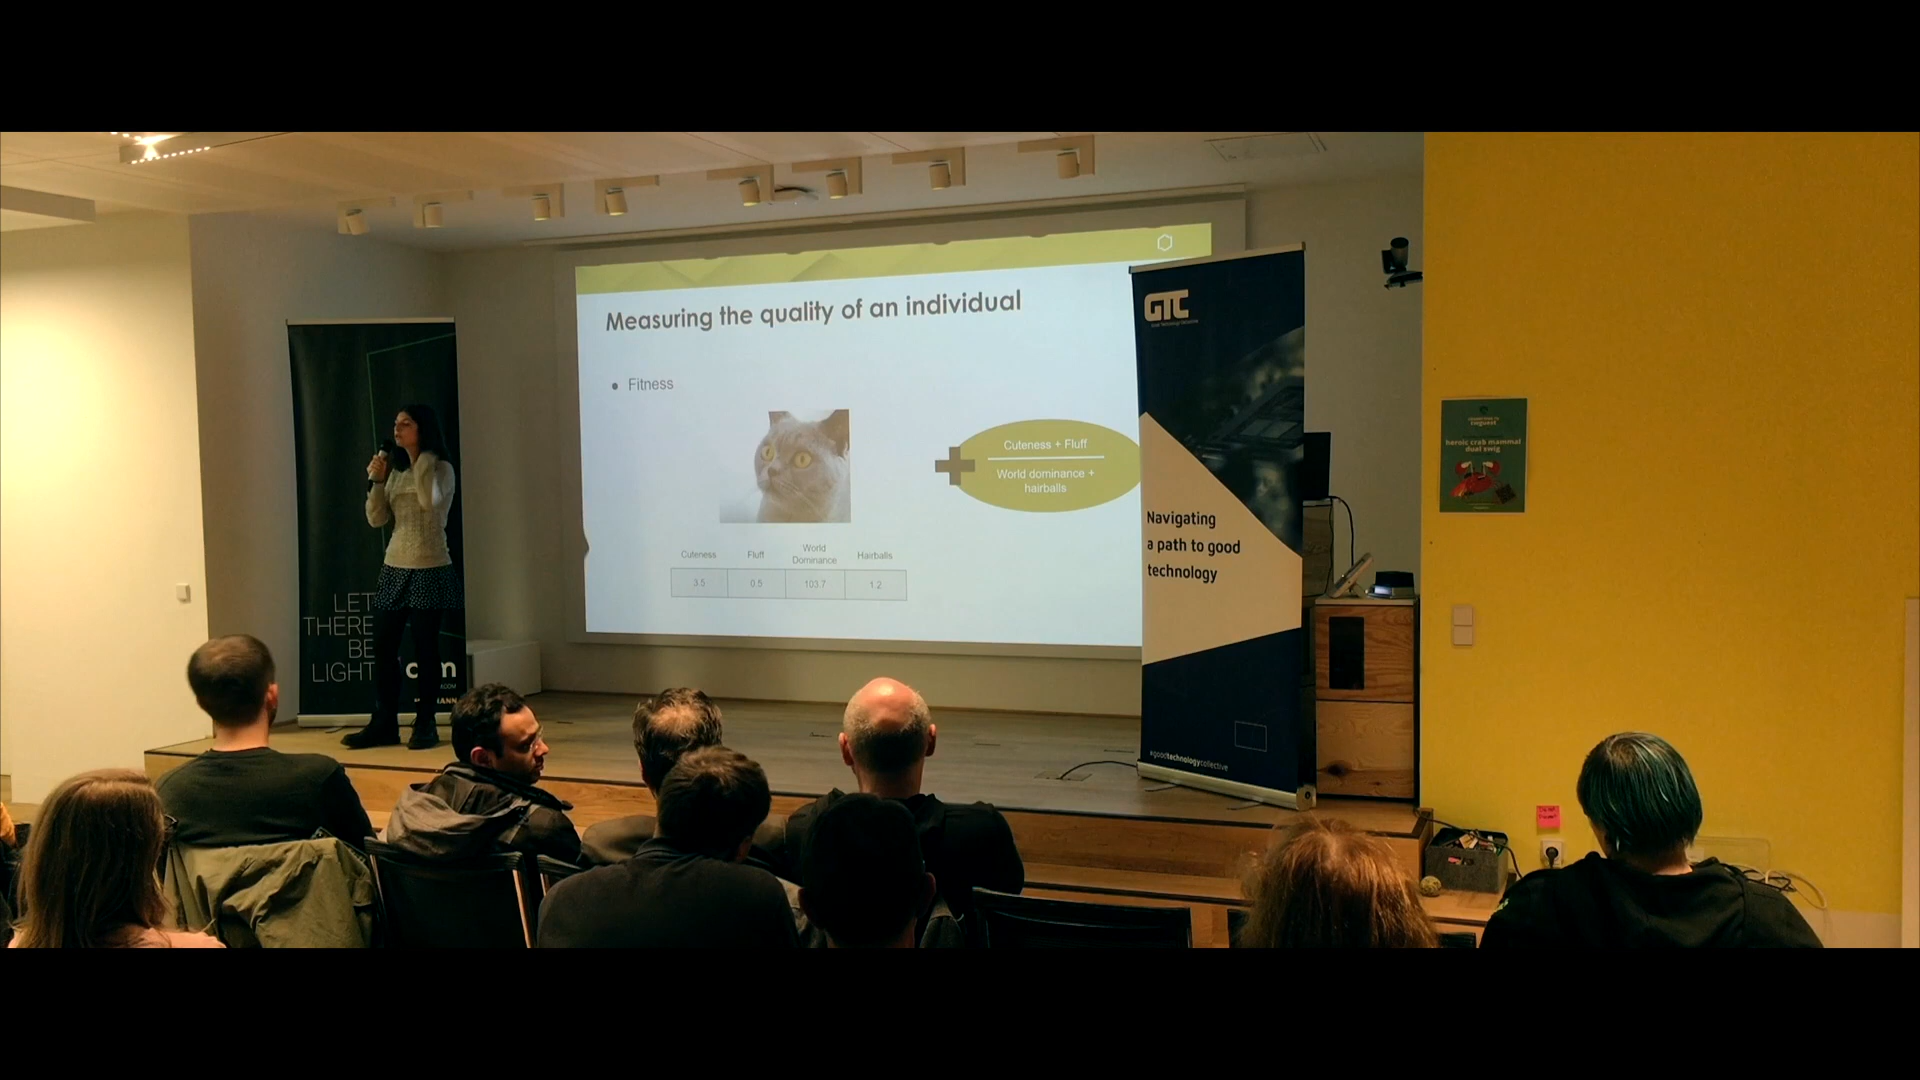 Measuring the quality of an individual
● Fitness
Cuteness + Fluff
World dominance +
hairballs
Cuteness Fluff World Dominance Hairballs
3.5 0.5 103.7 1.2
LET
THERE
BE
LIGHT
GTC
Navigating
a path to good
technology
#goodtechnologycollective
heroic crab mammal
dual swig